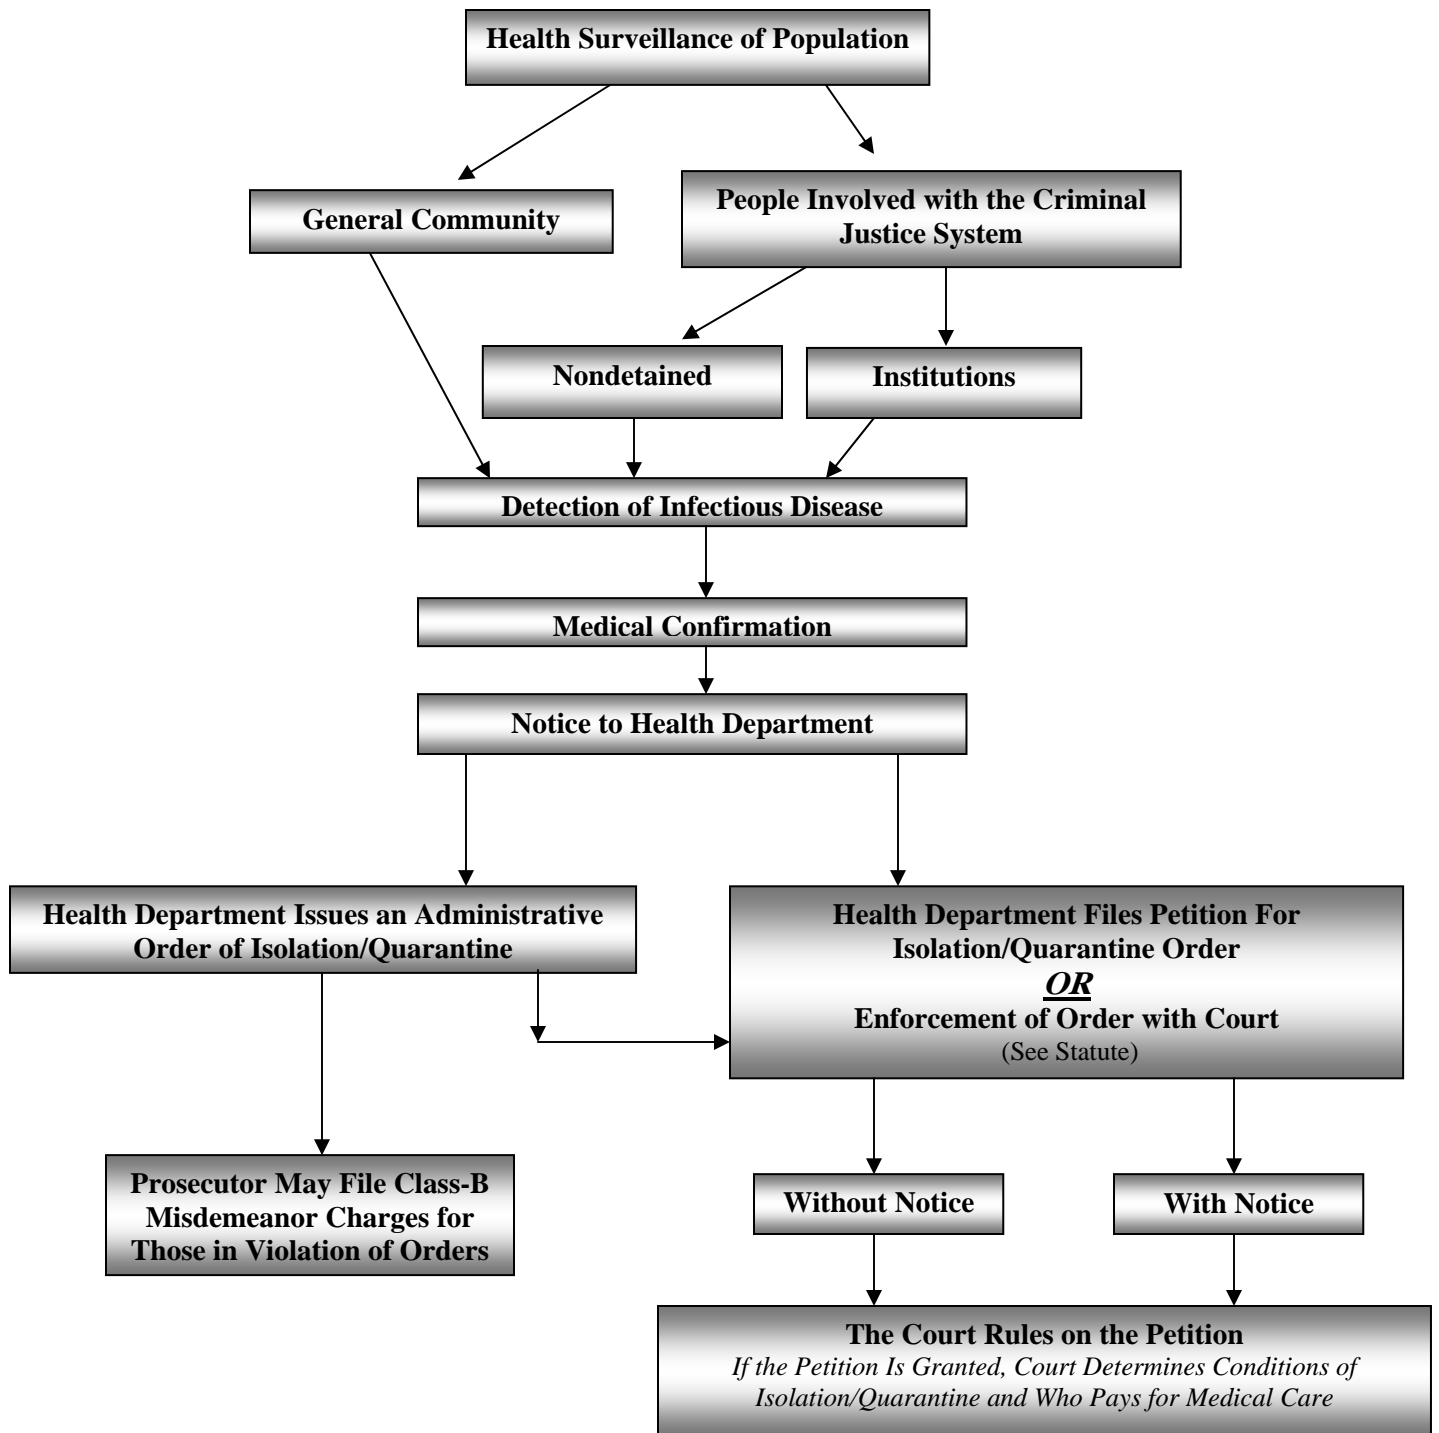 Health Surveillance of Population
General Community
People Involved with the Criminal
Justice System
Nondetained
Institutions
Detection of Infectious Disease
Medical Confirmation
Notice to Health Department
Health Department Issues an Administrative
Order of Isolation/Quarantine
Health Department Files Petition For
Isolation/Quarantine Order
OR
Enforcement of Order with Court
(See Statute)
Prosecutor May File Class-B
Misdemeanor Charges for
Those in Violation of Orders
Without Notice
With Notice
The Court Rules on the Petition
If the Petition Is Granted, Court Determines Conditions of
Isolation/Quarantine and Who Pays for Medical Care